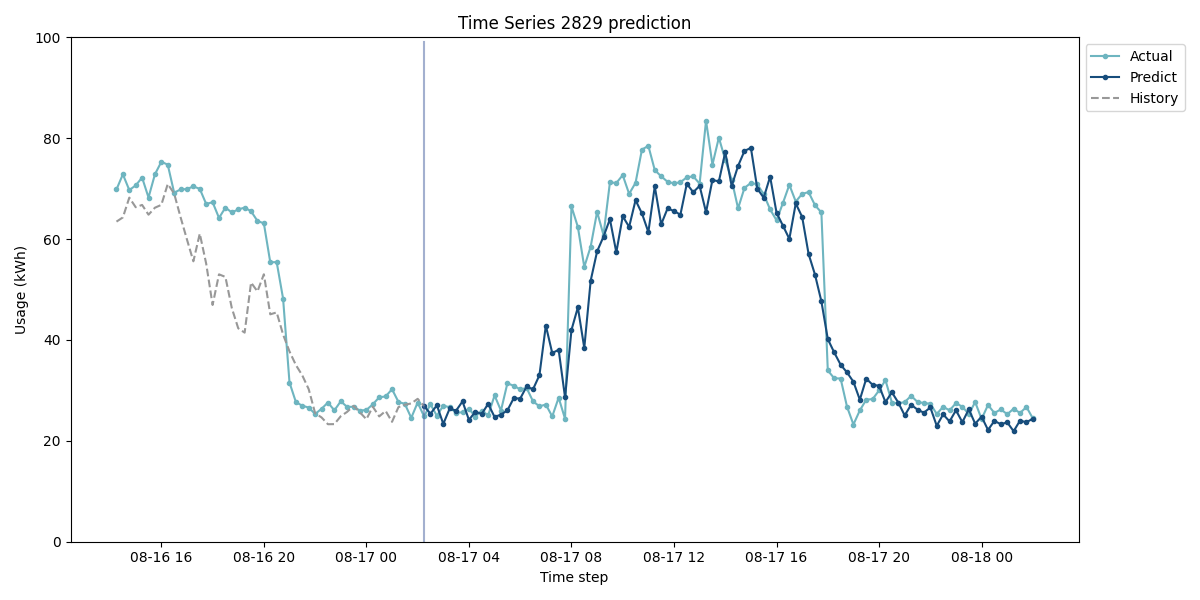 Time Series 2829 prediction
100
80
60
40
20
0
Usage (kWh)
08-16 16
08-16 20
08-17 00
08-17 04
08-17 08
08-17 12
08-17 16
08-17 20
08-18 00
Time step
Actual
Predict
History